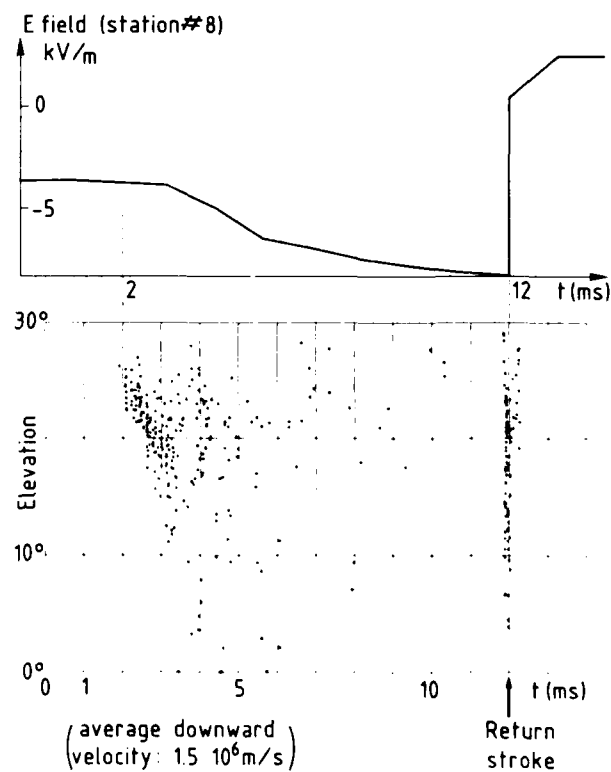 E field (station#8)
kV/m
0
-5
2
12
t (ms)
30°
Elevation
10°
0°
0
1
5
10
t (ms)
(average downward
velocity: 1.5 10⁶m/s)
Return
stroke